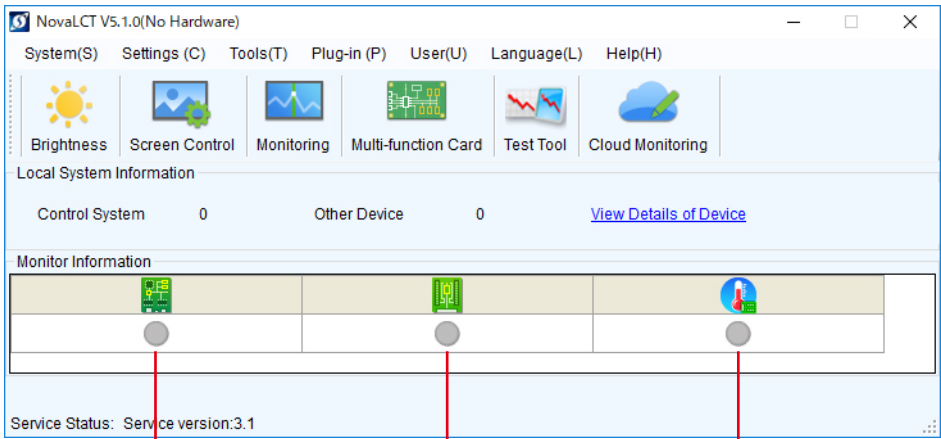 NovaLCT V5.1.0(No Hardware)
System(S) Settings (C) Tools(T) Plug-in (P) User(U) Language(L) Help(H)
Brightness Screen Control Monitoring Multi-function Card Test Tool Cloud Monitoring
Local System Information
Control System 0 Other Device 0 View Details of Device
Monitor Information
Service Status: Service version:3.1